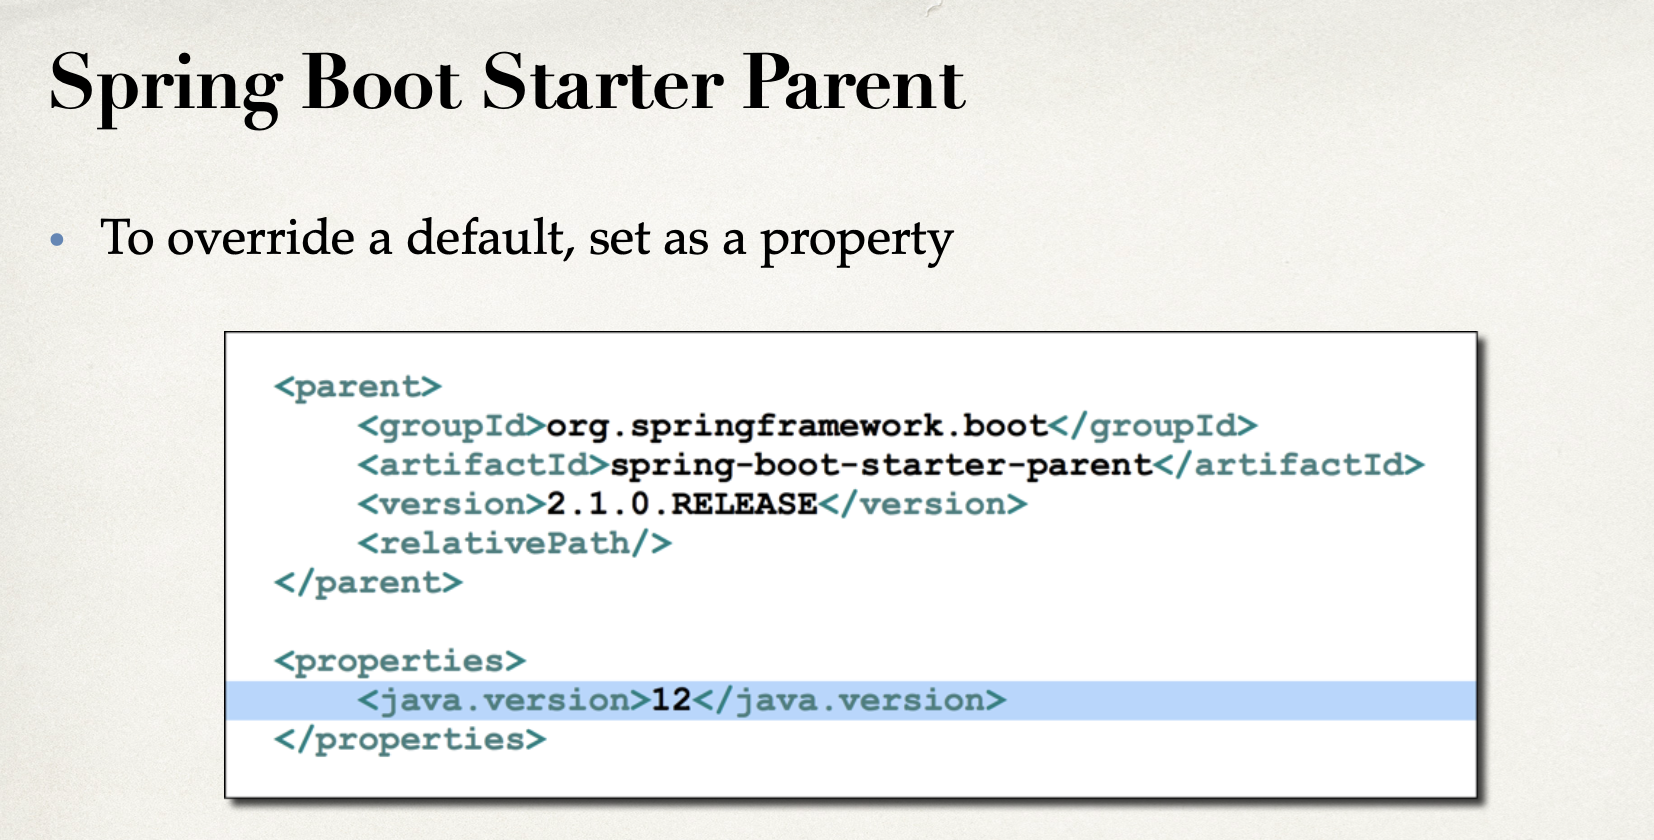 Spring Boot Starter Parent
• To override a default, set as a property
<parent>
    <groupId>org.springframework.boot</groupId>
    <artifactId>spring-boot-starter-parent</artifactId>
    <version>2.1.0.RELEASE</version>
    <relativePath/>
</parent>
<properties>
    <java.version>12</java.version>
</properties>